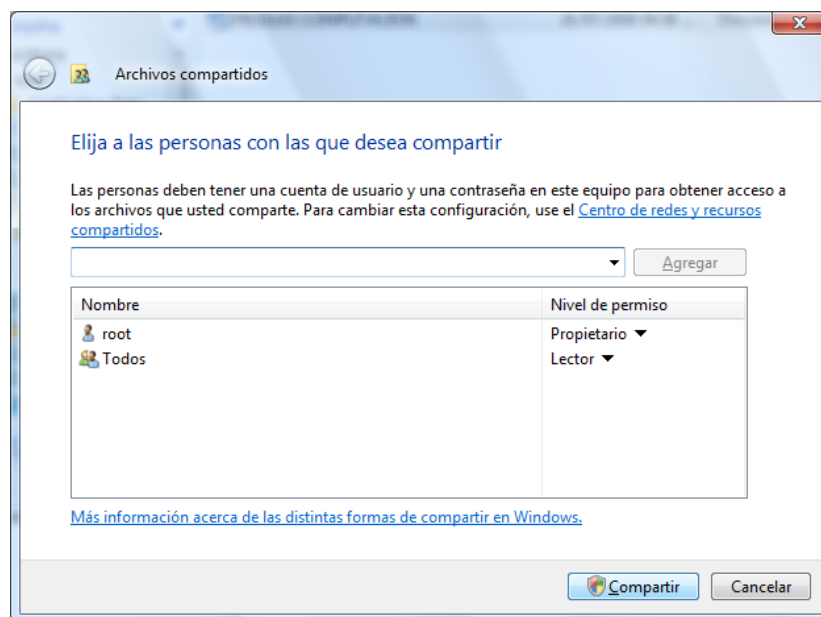 Archivos compartidos
Elija a las personas con las que desea compartir
Las personas deben tener una cuenta de usuario y una contraseña en este equipo para obtener acceso a
los archivos que usted comparte. Para cambiar esta configuración, use el Centro de redes y recursos
compartidos.
Agregar
Nombre Nivel de permiso
root Propietario
Todos Lector
Más información acerca de las distintas formas de compartir en Windows.
Compartir Cancelar